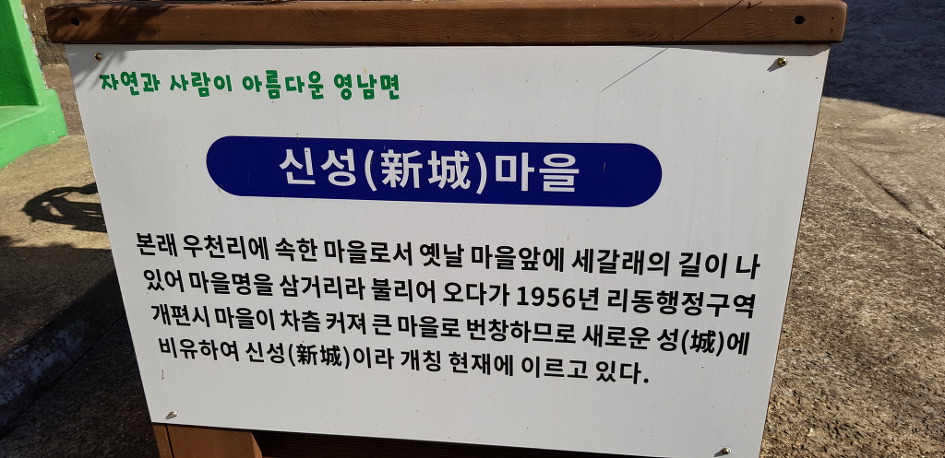 자연과 사람이 아름다운 영남면
신성(新城)마을
본래 우천리에 속한 마을로서 옛날 마을앞에 세갈래의 길이 나
있어 마을명을 삼거리라 불리어 오다가 1956년 리동행정구역
개편시 마을이 차츰 커져 큰 마을로 번창하므로 새로운 성(城)에
비유하여 신성(新城)이라 개칭 현재에 이르고 있다.